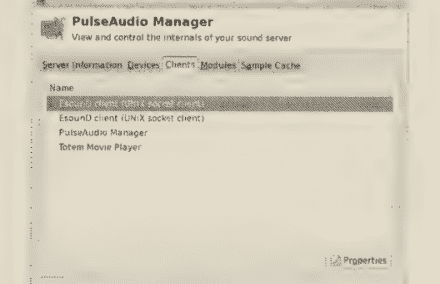 PulseAudio Manager
View and control the internals of your sound server
Server Information Devices Clients Modules Sample Cache
Name
EsounD client (UNIX socket client)
EsounD client (UNIX socket client)
PulseAudio Manager
Totem Movie Player
Properties